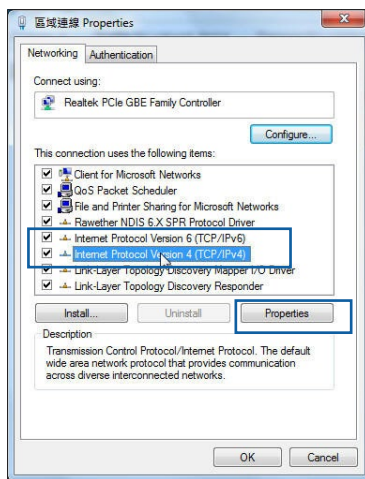 區域連線 Properties
Networking Authentication
Connect using:
Realtek PCIe GBE Family Controller
Configure...
This connection uses the following items:
Client for Microsoft Networks
QoS Packet Scheduler
File and Printer Sharing for Microsoft Networks
Rawether NDIS 6.X SPR Protocol Driver
Internet Protocol Version 6 (TCP/IPv6)
Internet Protocol Version 4 (TCP/IPv4)
Link-Layer Topology Discovery Mapper I/O Driver
Link-Layer Topology Discovery Responder
Install... Uninstall Properties
Description
Transmission Control Protocol/Internet Protocol. The default
wide area network protocol that provides communication
across diverse interconnected networks.
OK Cancel